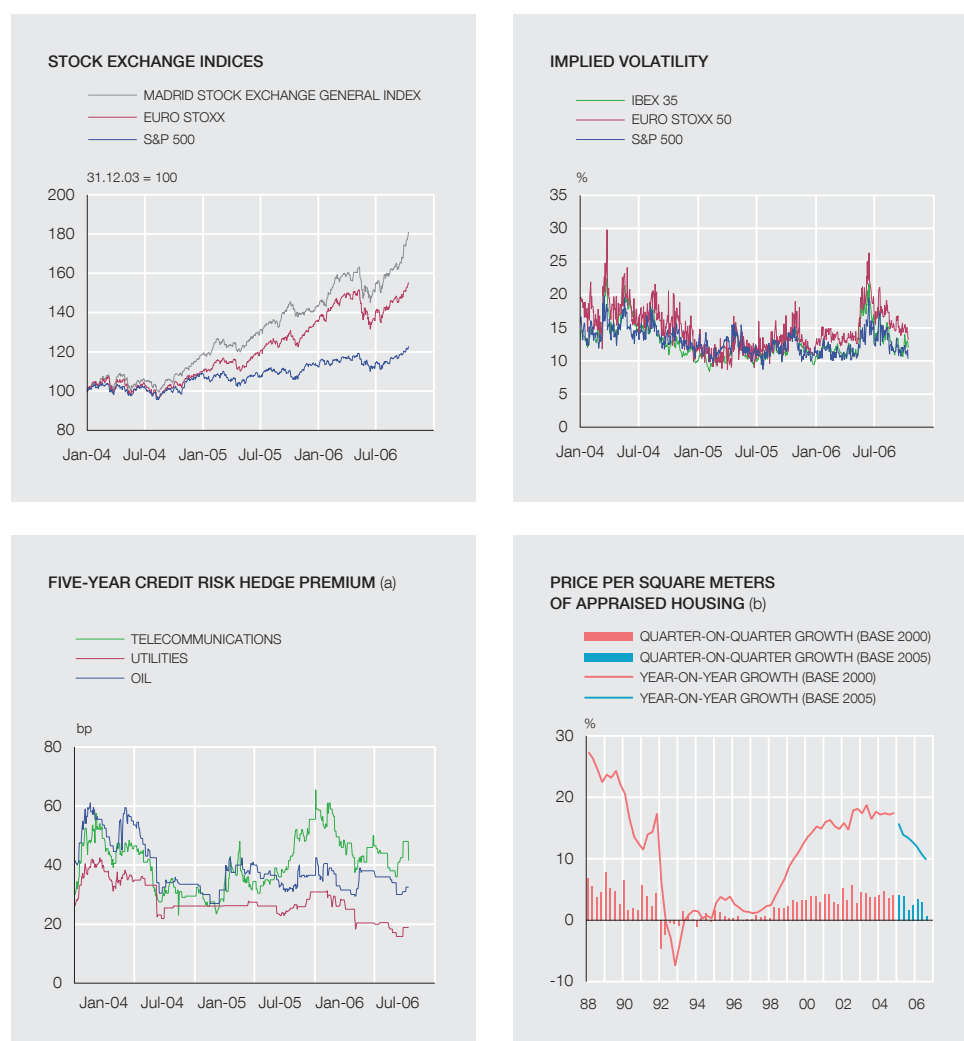 STOCK EXCHANGE INDICES
MADRID STOCK EXCHANGE GENERAL INDEX
EURO STOXX
S&P 500
31.12.03 = 100
200
180
160
140
120
100
80
Jan-04 Jul-04 Jan-05 Jul-05 Jan-06 Jul-06
IMPLIED VOLATILITY
IBEX 35
EURO STOXX 50
S&P 500
%
35
30
25
20
15
10
5
0
Jan-04 Jul-04 Jan-05 Jul-05 Jan-06 Jul-06
FIVE-YEAR CREDIT RISK HEDGE PREMIUM (a)
TELECOMMUNICATIONS
UTILITIES
OIL
bp
80
60
40
20
0
Jan-04 Jul-04 Jan-05 Jul-05 Jan-06 Jul-06
PRICE PER SQUARE METERS
OF APPRAISED HOUSING (b)
QUARTER-ON-QUARTER GROWTH (BASE 2000)
QUARTER-ON-QUARTER GROWTH (BASE 2005)
YEAR-ON-YEAR GROWTH (BASE 2000)
YEAR-ON-YEAR GROWTH (BASE 2005)
%
30
20
10
0
-10
88 90 92 94 96 98 00 02 04 06